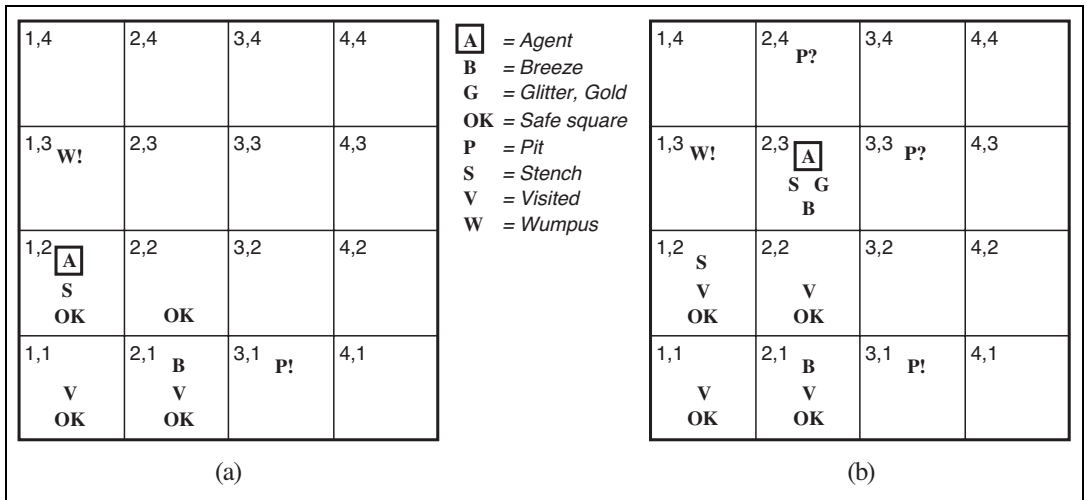 1,4 2,4 3,4 4,4
1,3 W! 2,3 3,3 4,3
1,2 A 2,2 3,2 4,2
S
OK OK
1,1 2,1 B 3,1 P! 4,1
V V
OK OK
(a)
A = Agent
B = Breeze
G = Glitter, Gold
OK = Safe square
P = Pit
S = Stench
V = Visited
W = Wumpus
1,4 2,4 P? 3,4 4,4
1,3 W! 2,3 A 3,3 P? 4,3
S G
B
1,2 S 2,2 3,2 4,2
V V
OK OK
1,1 2,1 B 3,1 P! 4,1
V V
OK OK
(b)